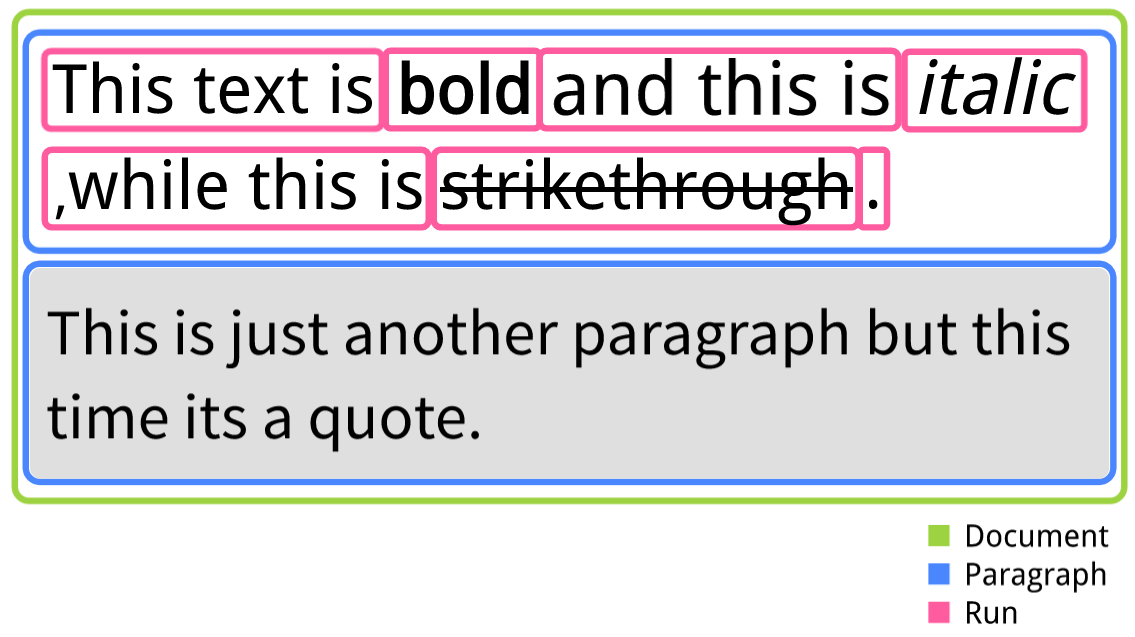 This text is bold and this is italic
,while this is strikethrough.
This is just another paragraph but this
time its a quote.
Document
Paragraph
Run